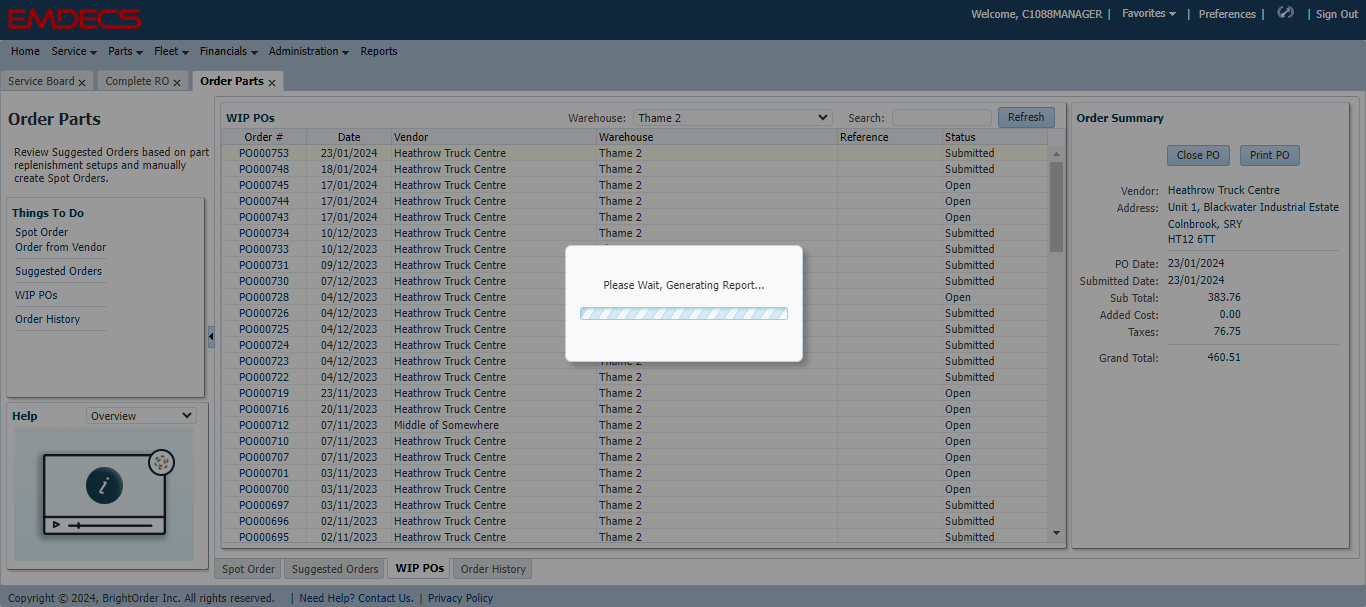 EMDECS
Welcome, C1088MANAGER | Favorites | Preferences | | Sign Out
Home Service Parts Fleet Financials Administration Reports
Service Board x Complete RO x Order Parts x
Order Parts
Review Suggested Orders based on part
replenishment setups and manually
create Spot Orders.
Things To Do
Spot Order
Order from Vendor
Suggested Orders
WIP POs
Order History
Help Overview
i
WIP POs Warehouse: Thame 2 Search: Refresh
Order # Date Vendor Warehouse Reference Status
PO000753 23/01/2024 Heathrow Truck Centre Thame 2 Submitted
PO000748 18/01/2024 Heathrow Truck Centre Thame 2 Submitted
PO000745 17/01/2024 Heathrow Truck Centre Thame 2 Open
PO000744 17/01/2024 Heathrow Truck Centre Thame 2 Open
PO000743 17/01/2024 Heathrow Truck Centre Thame 2 Open
PO000734 10/12/2023 Heathrow Truck Centre Thame 2 Submitted
PO000733 10/12/2023 Heathrow Truck Centre Submitted
PO000731 09/12/2023 Heathrow Truck Centre Submitted
PO000730 07/12/2023 Heathrow Truck Centre Submitted
PO000728 04/12/2023 Heathrow Truck Centre Open
PO000726 04/12/2023 Heathrow Truck Centre Submitted
PO000725 04/12/2023 Heathrow Truck Centre Submitted
PO000724 04/12/2023 Heathrow Truck Centre Submitted
PO000723 04/12/2023 Heathrow Truck Centre Thame 2 Submitted
PO000722 04/12/2023 Heathrow Truck Centre Thame 2 Submitted
PO000719 23/11/2023 Heathrow Truck Centre Thame 2 Open
PO000716 20/11/2023 Heathrow Truck Centre Thame 2 Open
PO000712 07/11/2023 Middle of Somewhere Thame 2 Open
PO000710 07/11/2023 Heathrow Truck Centre Thame 2 Open
PO000707 07/11/2023 Heathrow Truck Centre Thame 2 Open
PO000701 03/11/2023 Heathrow Truck Centre Thame 2 Open
PO000700 03/11/2023 Heathrow Truck Centre Thame 2 Open
PO000697 03/11/2023 Heathrow Truck Centre Thame 2 Submitted
PO000696 02/11/2023 Heathrow Truck Centre Thame 2 Submitted
PO000695 02/11/2023 Heathrow Truck Centre Thame 2 Submitted
Please Wait, Generating Report...
Order Summary
Close PO Print PO
Vendor: Heathrow Truck Centre
Address: Unit 1, Blackwater Industrial Estate
Colnbrook, SRY
HT12 6TT
PO Date: 23/01/2024
Submitted Date: 23/01/2024
Sub Total: 383.76
Added Cost: 0.00
Taxes: 76.75
Grand Total: 460.51
Spot Order Suggested Orders WIP POs Order History
Copyright © 2024, BrightOrder Inc. All rights reserved. | Need Help? Contact Us. | Privacy Policy